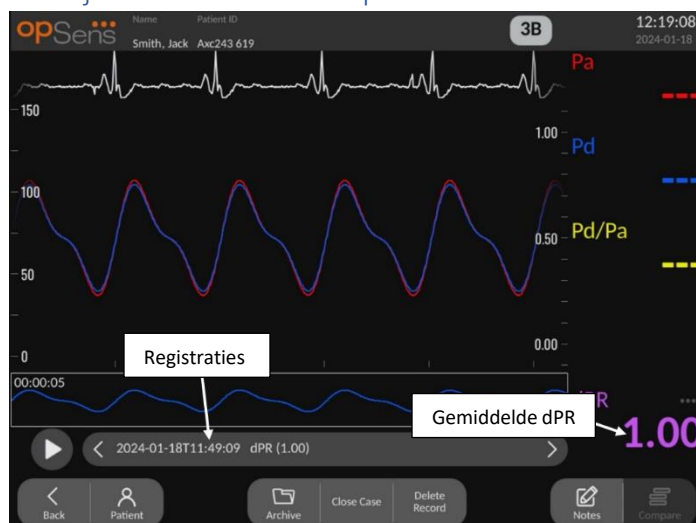 opSens
Name
Patient ID
Smith, Jack
Axc243 619
3B
12:19:08
2024-01-18
Pa
---
150
1.00
Pd
---
100
0.50
Pd/Pa
---
50
0.00
0
Registraties
00:00:05
Gemiddelde dPR
1.00
2024-01-18T11:49:09 dPR (1.00)
Back
Patient
Archive
Close Case
Delete
Record
Notes
Compare